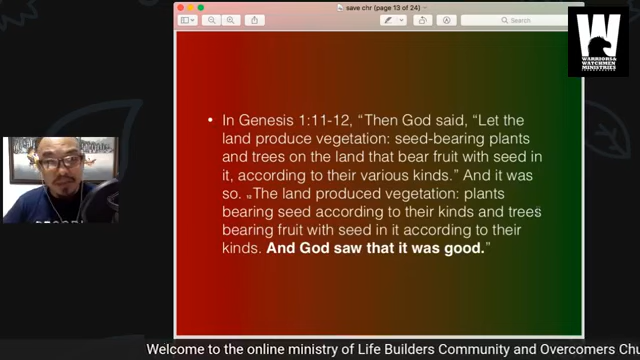 save chr (page 13 of 24)
Search
WARRIORS &
WATCHMEN
MINISTRIES
• In Genesis 1:11-12, “Then God said, “Let the
land produce vegetation: seed-bearing plants
and trees on the land that bear fruit with seed in
it, according to their various kinds.” And it was
so. 12 The land produced vegetation: plants
bearing seed according to their kinds and trees
bearing fruit with seed in it according to their
kinds. And God saw that it was good.”
Welcome to the online ministry of Life Builders Community and Overcomers Chu